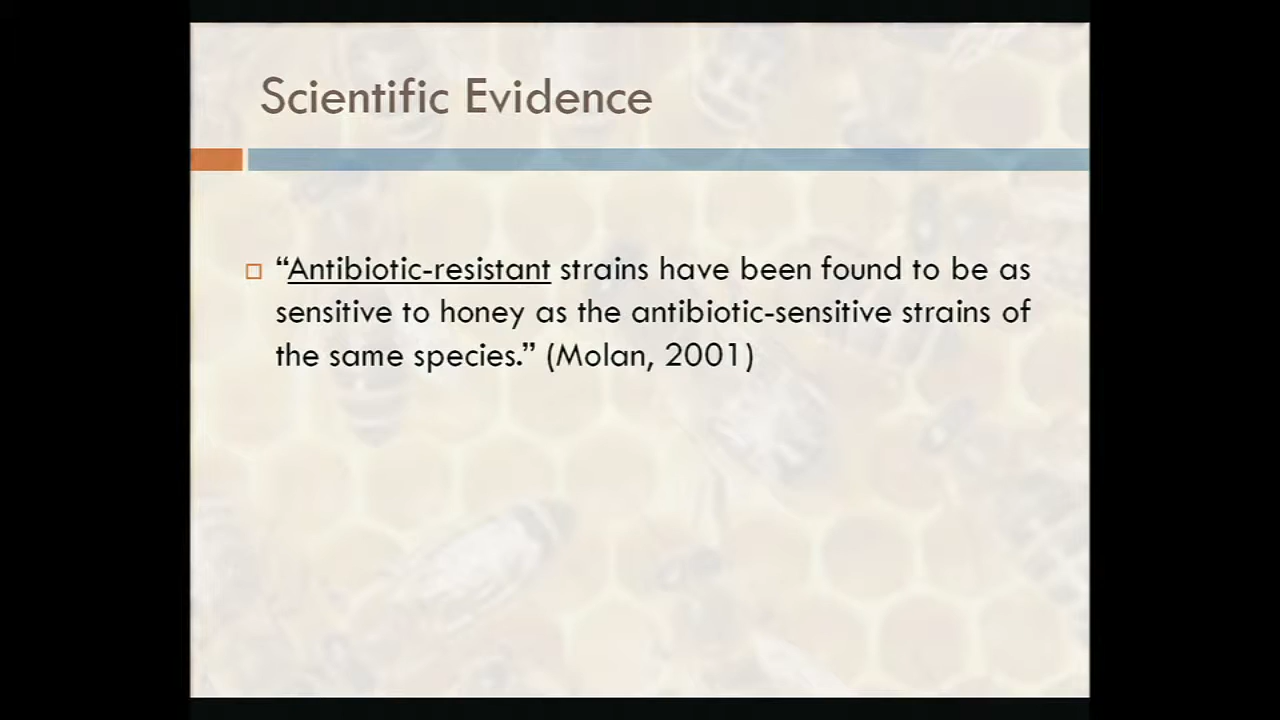 Scientific Evidence
“Antibiotic-resistant strains have been found to be as
sensitive to honey as the antibiotic-sensitive strains of
the same species.” (Molan, 2001)